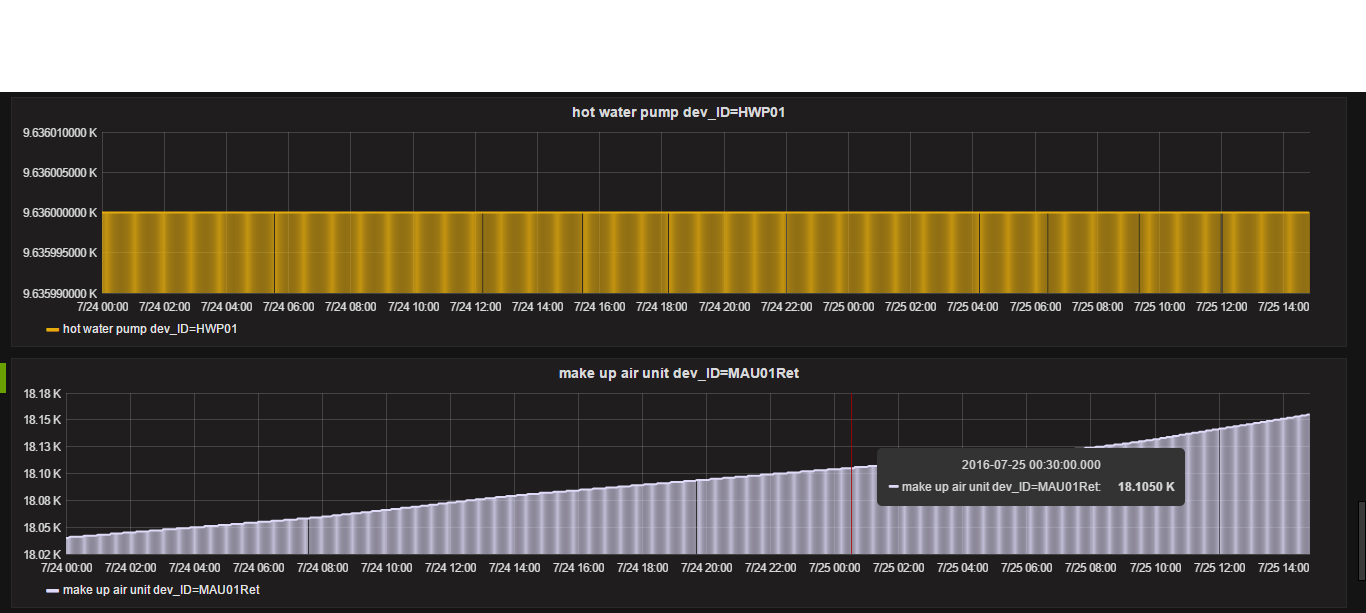 hot water pump dev_ID=HWP01
9.636010000 K
9.636005000 K
9.636000000 K
9.635995000 K
9.635990000 K
7/24 00:00 7/24 02:00 7/24 04:00 7/24 06:00 7/24 08:00 7/24 10:00 7/24 12:00 7/24 14:00 7/24 16:00 7/24 18:00 7/24 20:00 7/24 22:00 7/25 00:00 7/25 02:00 7/25 04:00 7/25 06:00 7/25 08:00 7/25 10:00 7/25 12:00 7/25 14:00
hot water pump dev_ID=HWP01
make up air unit dev_ID=MAU01Ret
18.18 K
18.15 K
18.13 K
18.10 K
18.08 K
18.05 K
18.02 K
2016-07-25 00:30:00.000
make up air unit dev_ID=MAU01Ret: 18.1050 K
7/24 00:00 7/24 02:00 7/24 04:00 7/24 06:00 7/24 08:00 7/24 10:00 7/24 12:00 7/24 14:00 7/24 16:00 7/24 18:00 7/24 20:00 7/24 22:00 7/25 00:00 7/25 02:00 7/25 04:00 7/25 06:00 7/25 08:00 7/25 10:00 7/25 12:00 7/25 14:00
make up air unit dev_ID=MAU01Ret